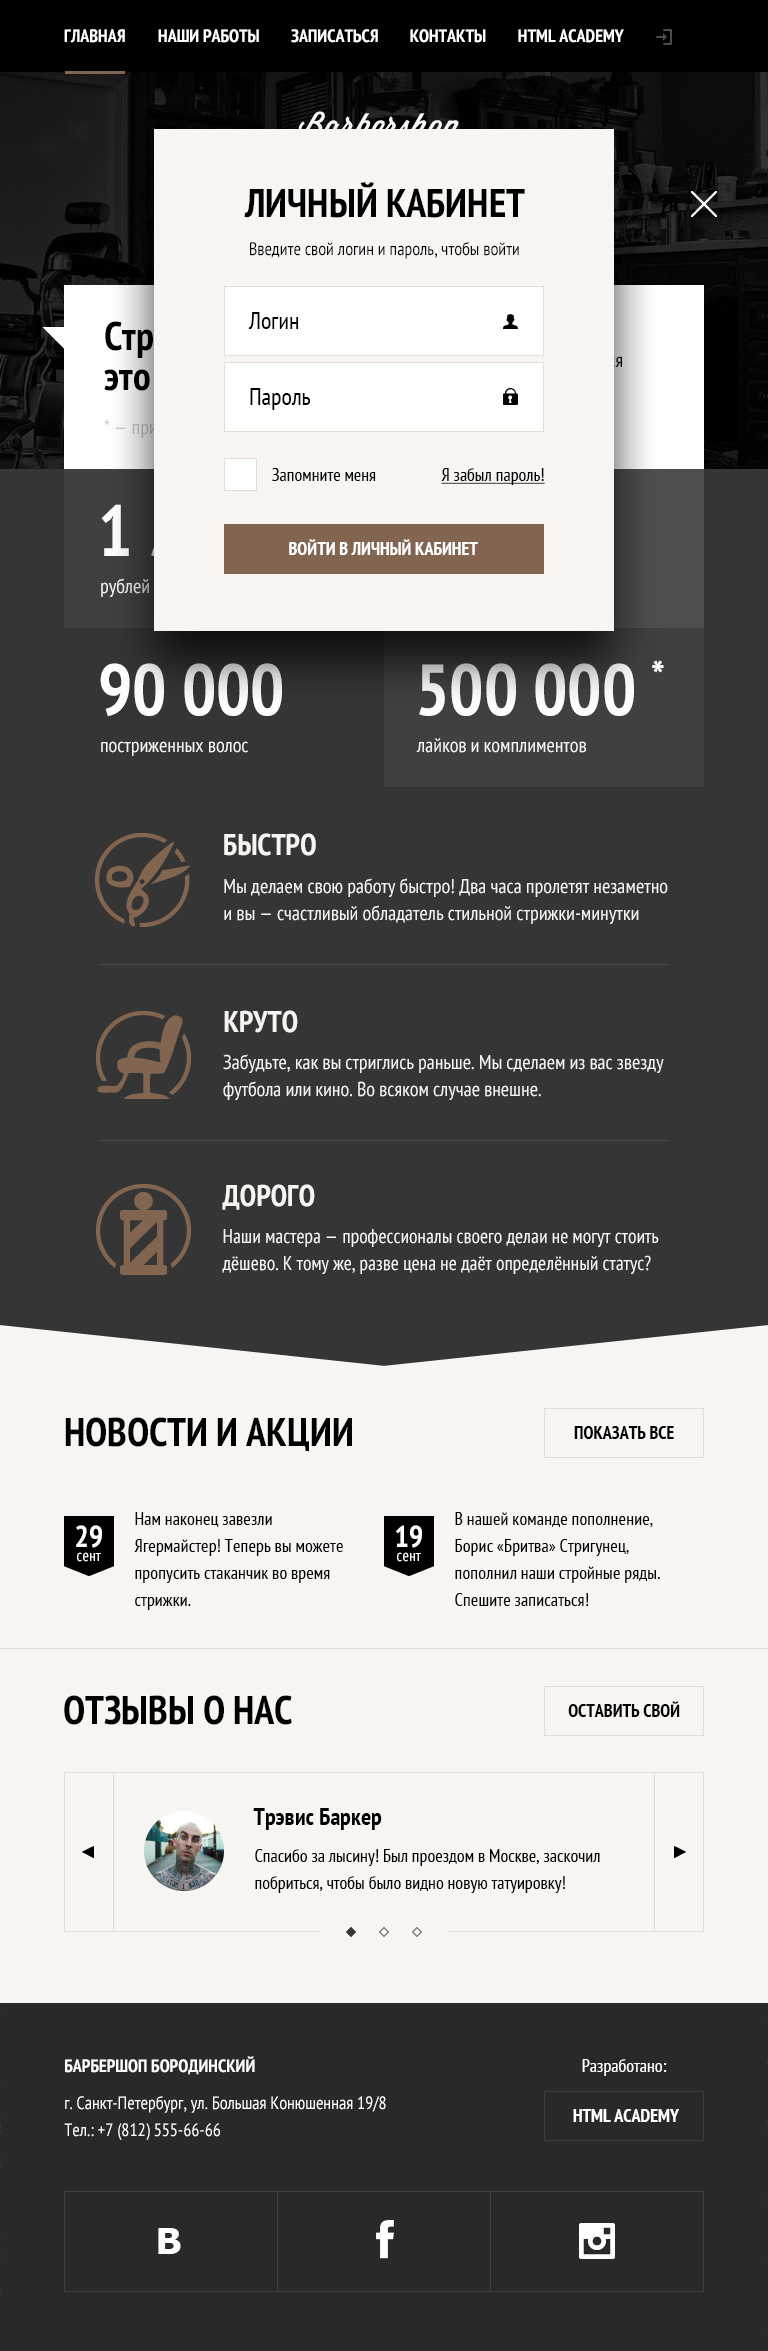 ГЛАВНАЯ НАШИ РАБОТЫ ЗАПИСАТЬСЯ КОНТАКТЫ HTML ACADEMY
Barbershop
ЛИЧНЫЙ КАБИНЕТ
Введите свой логин и пароль, чтобы войти
Логин
Пароль
Запомните меня Я забыл пароль!
ВОЙТИ В ЛИЧНЫЙ КАБИНЕТ
это
1
рублей
90 000
постриженных волос
500 000 *
лайков и комплиментов
БЫСТРО
Мы делаем свою работу быстро! Два часа пролетят незаметно
и вы — счастливый обладатель стильной стрижки-минутки
КРУТО
Забудьте, как вы стриглись раньше. Мы сделаем из вас звезду
футбола или кино. Во всяком случае внешне.
ДОРОГО
Наши мастера — профессионалы своего делаи не могут стоить
дёшево. К тому же, разве цена не даёт определённый статус?
НОВОСТИ И АКЦИИ
ПОКАЗАТЬ ВСЕ
29
сент
Нам наконец завезли
Ягермайстер! Теперь вы можете
пропустить стаканчик во время
стрижки.
19
сент
В нашей команде пополнение,
Борис «Бритва» Стригунец,
пополнил наши стройные ряды.
Спешите записаться!
ОТЗЫВЫ О НАС
ОСТАВИТЬ СВОЙ
Трэвис Баркер
Спасибо за лысину! Был проездом в Москве, заскочил
побриться, чтобы было видно новую татуировку!
БАРБЕРШОП БОРОДИНСКИЙ
г. Санкт-Петербург, ул. Большая Конюшенная 19/8
Тел.: +7 (812) 555-66-66
Разработано:
HTML ACADEMY